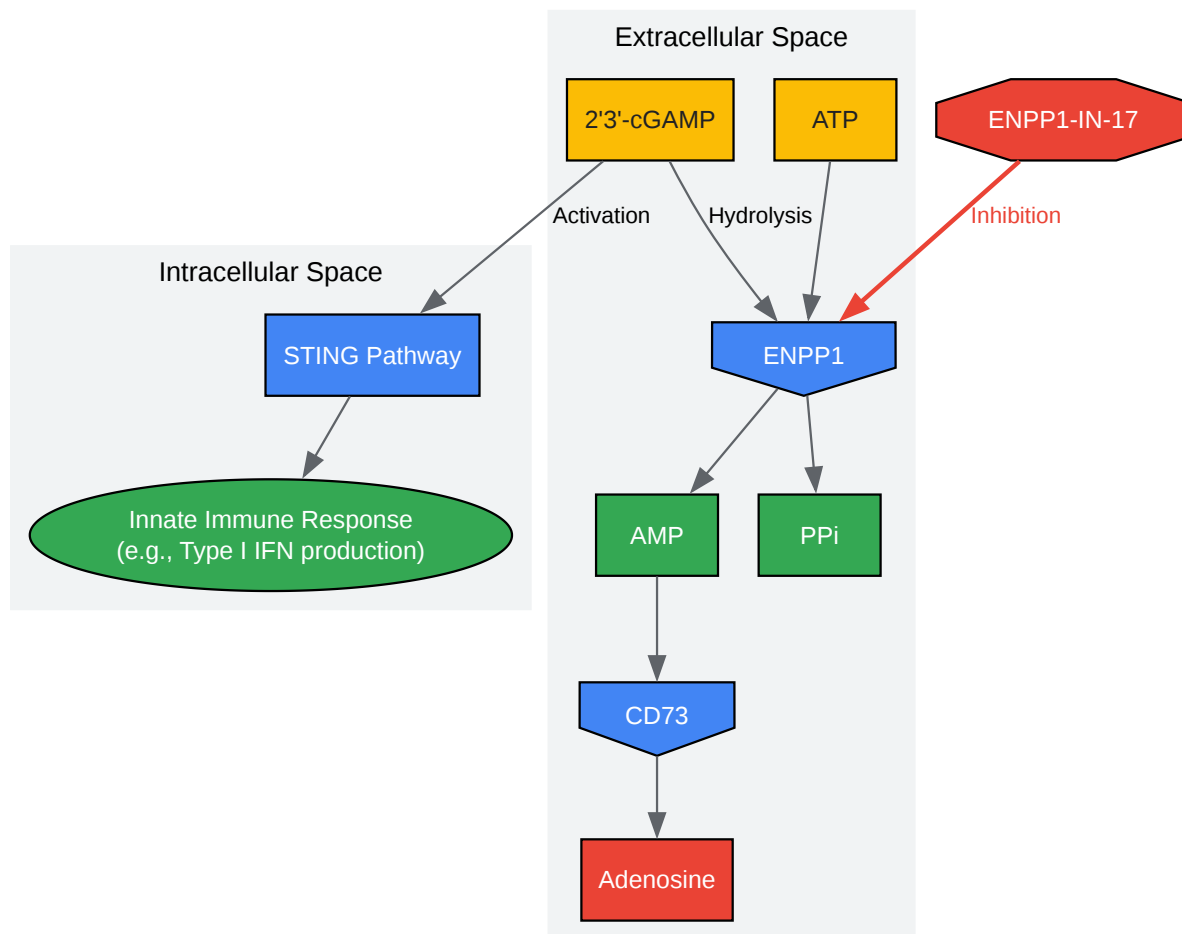 Extracellular Space
2'3'-cGAMP
ATP
ENPP1-IN-17
Activation
Hydrolysis
Inhibition
Intracellular Space
STING Pathway
ENPP1
Innate Immune Response
(e.g., Type I IFN production)
AMP
PPi
CD73
Adenosine